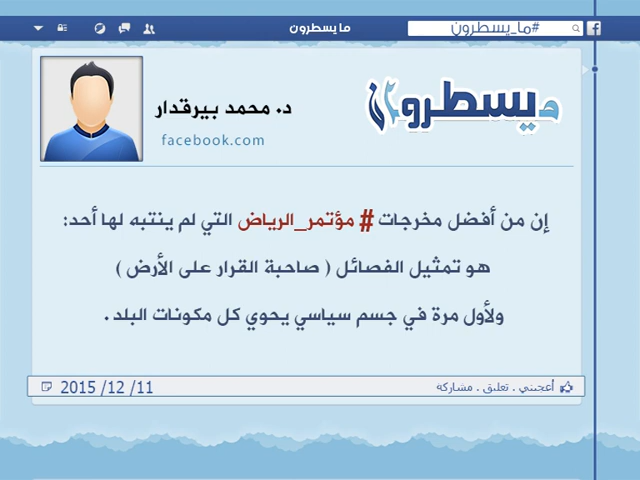 #ما_يسطرون
ما يسطرون
ما يسطرون
د. محمد بيرقدار
facebook.com
إن من أفضل مخرجات # مؤتمر_الرياض التي لم ينتبه لها أحد:
هو تمثيل الفصائل ( صاحبة القرار على الأرض )
ولأول مرة في جسم سياسي يحوي كل مكونات البلد .
أعجبني . تعليق . مشاركة
2015 /12 /11